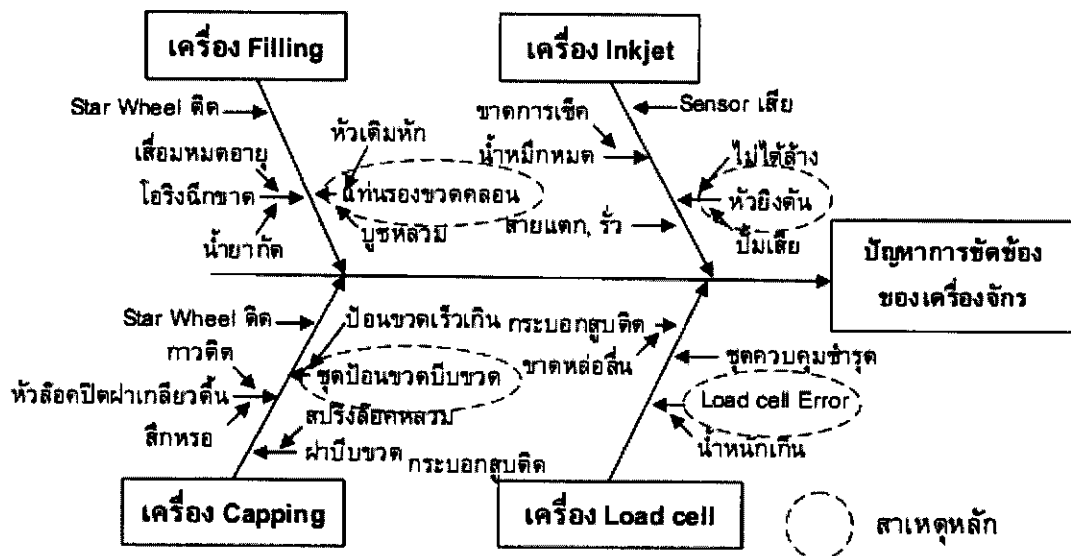 เครื่อง Filling
เครื่อง Inkjet
Star Wheel ติด
Sensor เสีย
ขาดการเช็ค
หัวเติมหัก
น้ำหมึกหมด
ไม่ได้ล้าง
เสื่อมหมดอายุ
แท่นรองขวดคลอน
หัวยิงตัน
โอริงฉีกขาด
บูชหลวม
สายแตก, รั่ว
ปั๊มเสีย
น้ำยากัด
ปัญหาการขัดข้อง
ของเครื่องจักร
Star Wheel ติด
ป้อนขวดเร็วเกิน
กระบอกสูบติด
กาวติด
ขาดหล่อลื่น
ชุดควบคุมชำรุด
ชุดป้อนขวดบีบขวด
หัวล๊อคปิดฝาเกลียวตื้น
Load cell Error
สปริงล๊อคหลวม
สึกหรอ
น้ำหนักเกิน
ฝาบีบขวด
กระบอกสูบติด
เครื่อง Capping
เครื่อง Load cell
สาเหตุหลัก